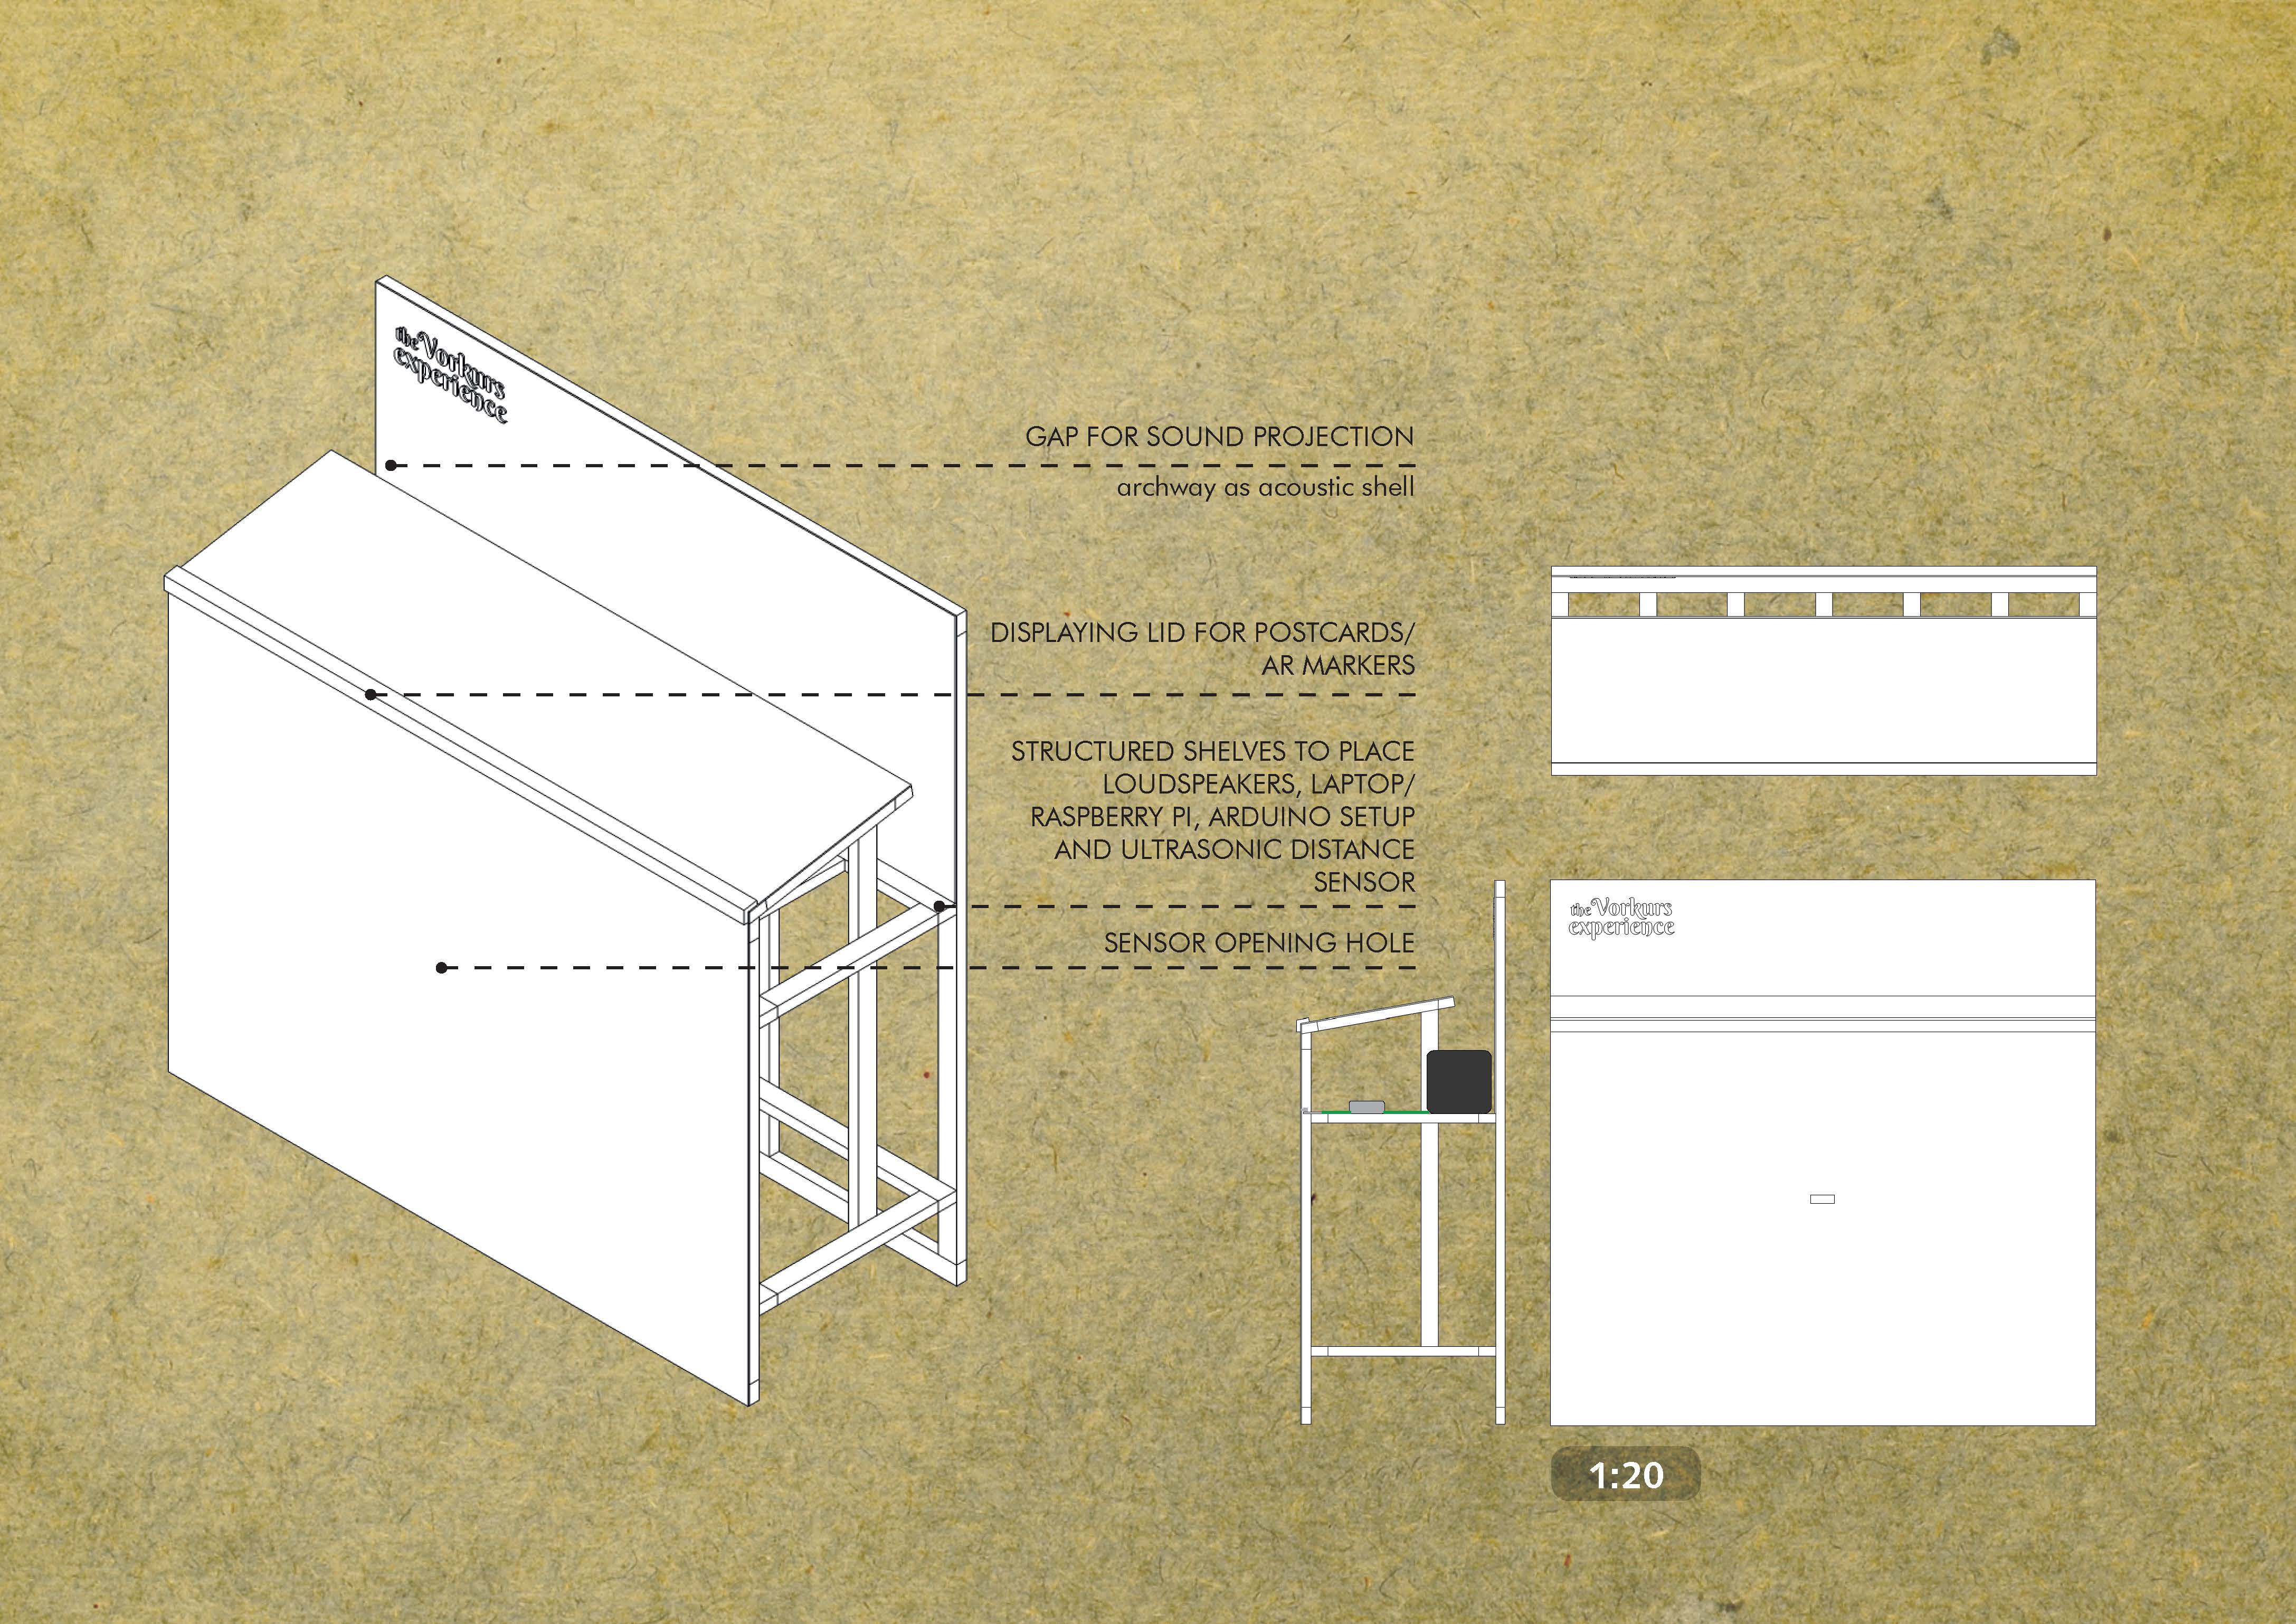 the Vorkurs
experience
GAP FOR SOUND PROJECTION
archway as acoustic shell
DISPLAYING LID FOR POSTCARDS/
AR MARKERS
STRUCTURED SHELVES TO PLACE
LOUDSPEAKERS, LAPTOP/
RASPBERRY PI, ARDUINO SETUP
AND ULTRASONIC DISTANCE
SENSOR
SENSOR OPENING HOLE
the Vorkurs
experience
1:20